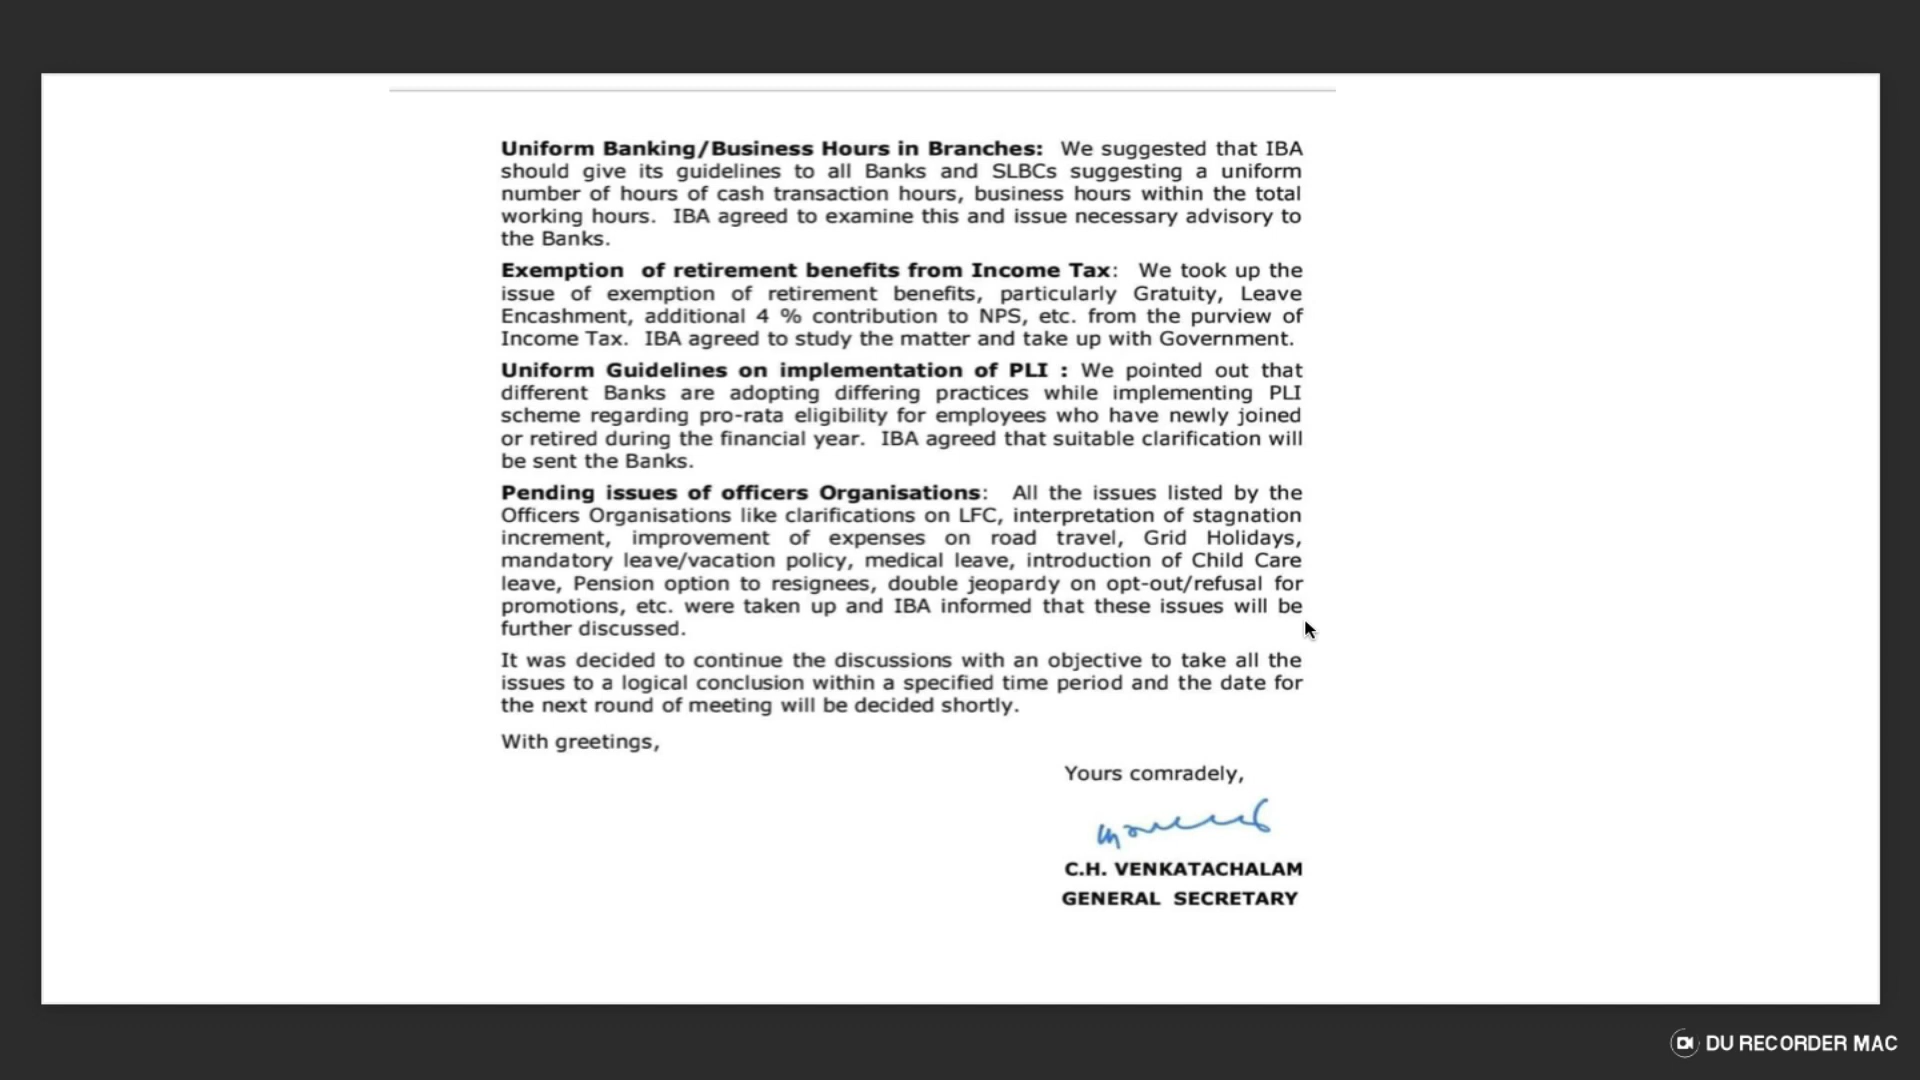 Uniform Banking/Business Hours in Branches: We suggested that IBA
should give its guidelines to all Banks and SLBCs suggesting a uniform
number of hours of cash transaction hours, business hours within the total
working hours. IBA agreed to examine this and issue necessary advisory to
the Banks.
Exemption of retirement benefits from Income Tax: We took up the
issue of exemption of retirement benefits, particularly Gratuity, Leave
Encashment, additional 4 % contribution to NPS, etc. from the purview of
Income Tax. IBA agreed to study the matter and take up with Government.
Uniform Guidelines on implementation of PLI : We pointed out that
different Banks are adopting differing practices while implementing PLI
scheme regarding pro-rata eligibility for employees who have newly joined
or retired during the financial year. IBA agreed that suitable clarification will
be sent the Banks.
Pending issues of officers Organisations: All the issues listed by the
Officers Organisations like clarifications on LFC, interpretation of stagnation
increment, improvement of expenses on road travel, Grid Holidays,
mandatory leave/vacation policy, medical leave, introduction of Child Care
leave, Pension option to resignees, double jeopardy on opt-out/refusal for
promotions, etc. were taken up and IBA informed that these issues will be
further discussed.
It was decided to continue the discussions with an objective to take all the
issues to a logical conclusion within a specified time period and the date for
the next round of meeting will be decided shortly.
With greetings,
Yours comradely,
C.H. VENKATACHALAM
GENERAL SECRETARY
DU RECORDER MAC